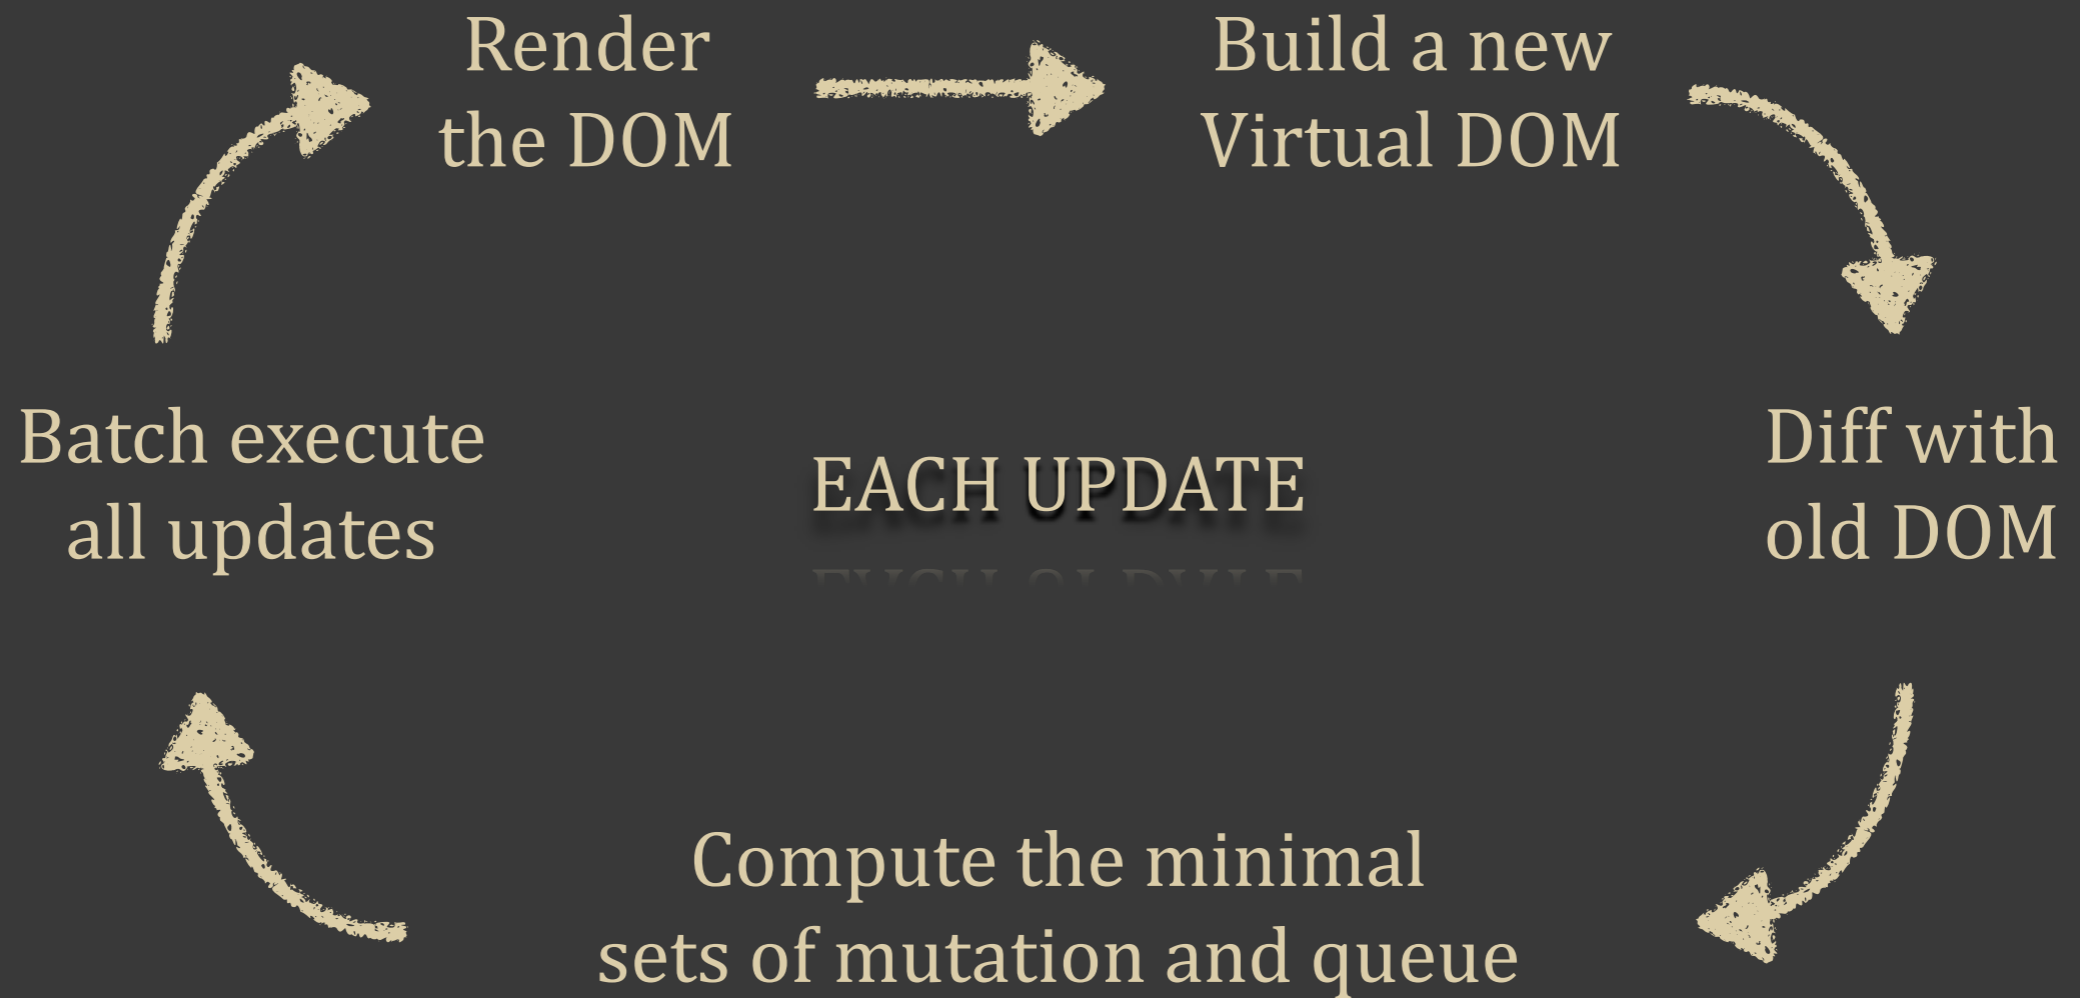 Render
the DOM
Build a new
Virtual DOM
Batch execute
all updates
EACH UPDATE
Diff with
old DOM
Compute the minimal
sets of mutation and queue